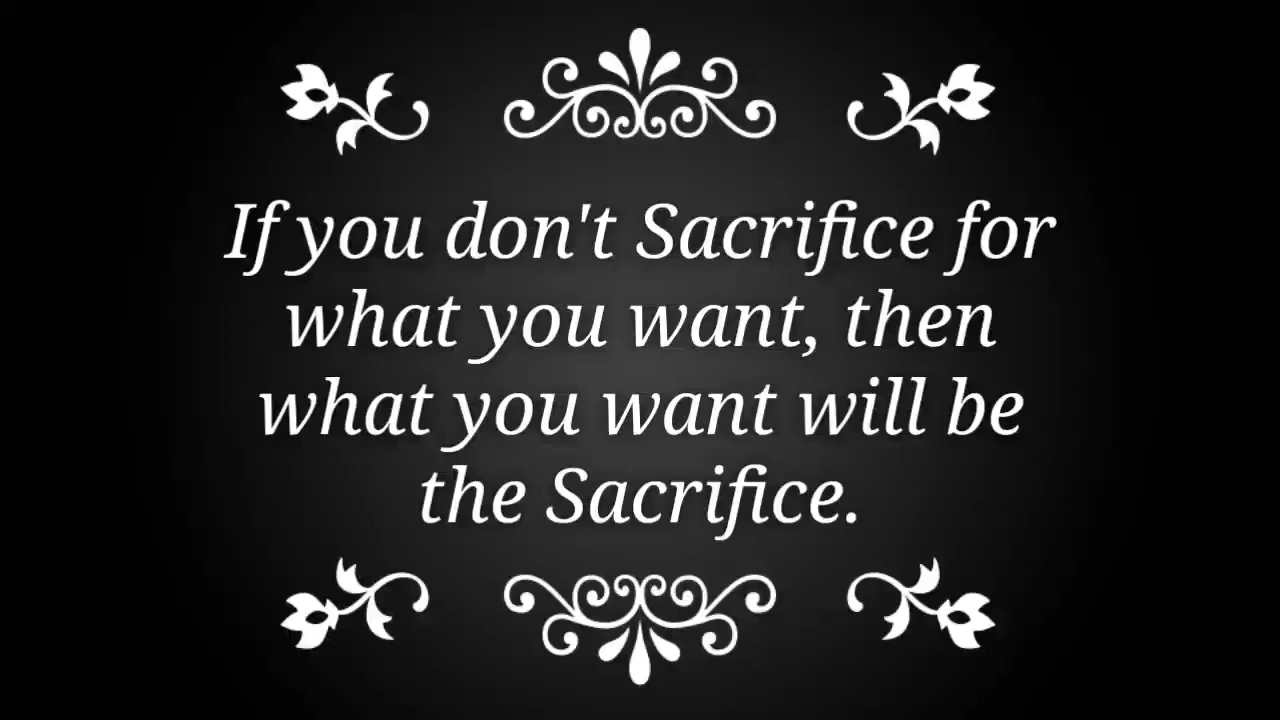 If you don't Sacrifice for
what you want, then
what you want will be
the Sacrifice.